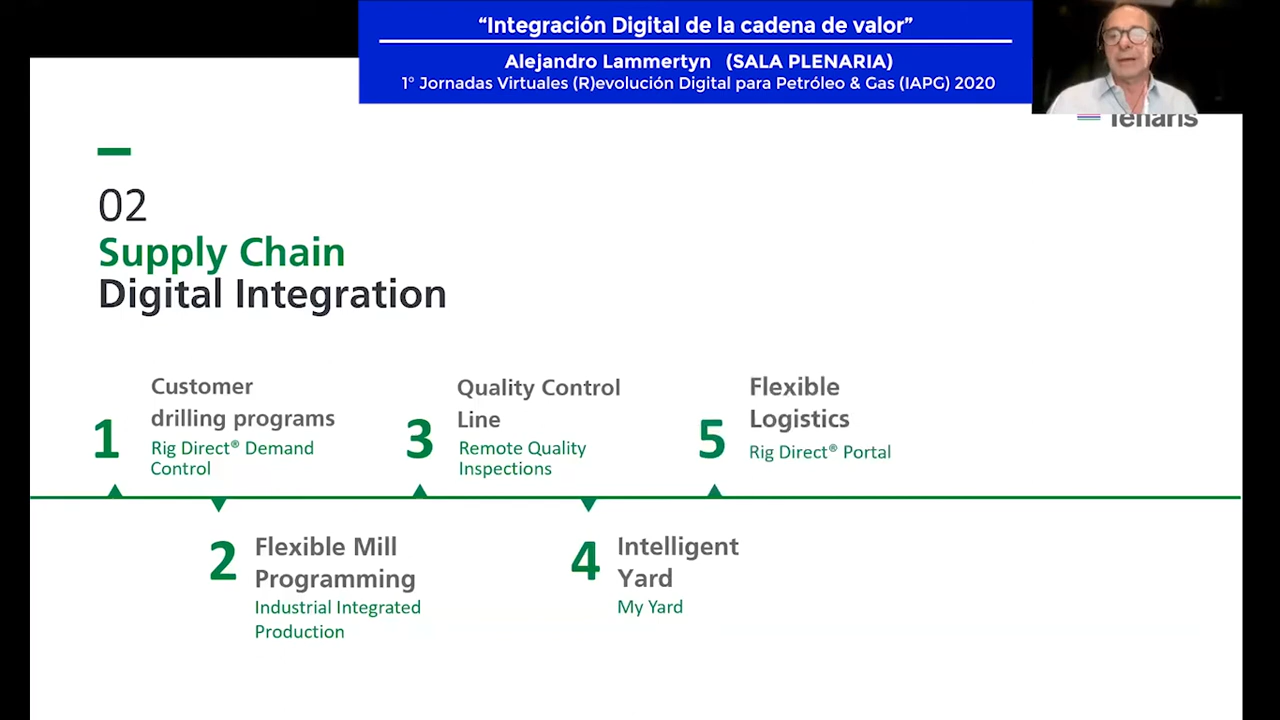 “Integración Digital de la cadena de valor”
Alejandro Lammertyn (SALA PLENARIA)
1° Jornadas Virtuales (R)evolución Digital para Petróleo & Gas (IAPG) 2020
Tenaris
02
Supply Chain
Digital Integration
1
Customer
drilling programs
Rig Direct® Demand
Control
3
Quality Control
Line
Remote Quality
Inspections
5
Flexible
Logistics
Rig Direct® Portal
2
Flexible Mill
Programming
Industrial Integrated
Production
4
Intelligent
Yard
My Yard